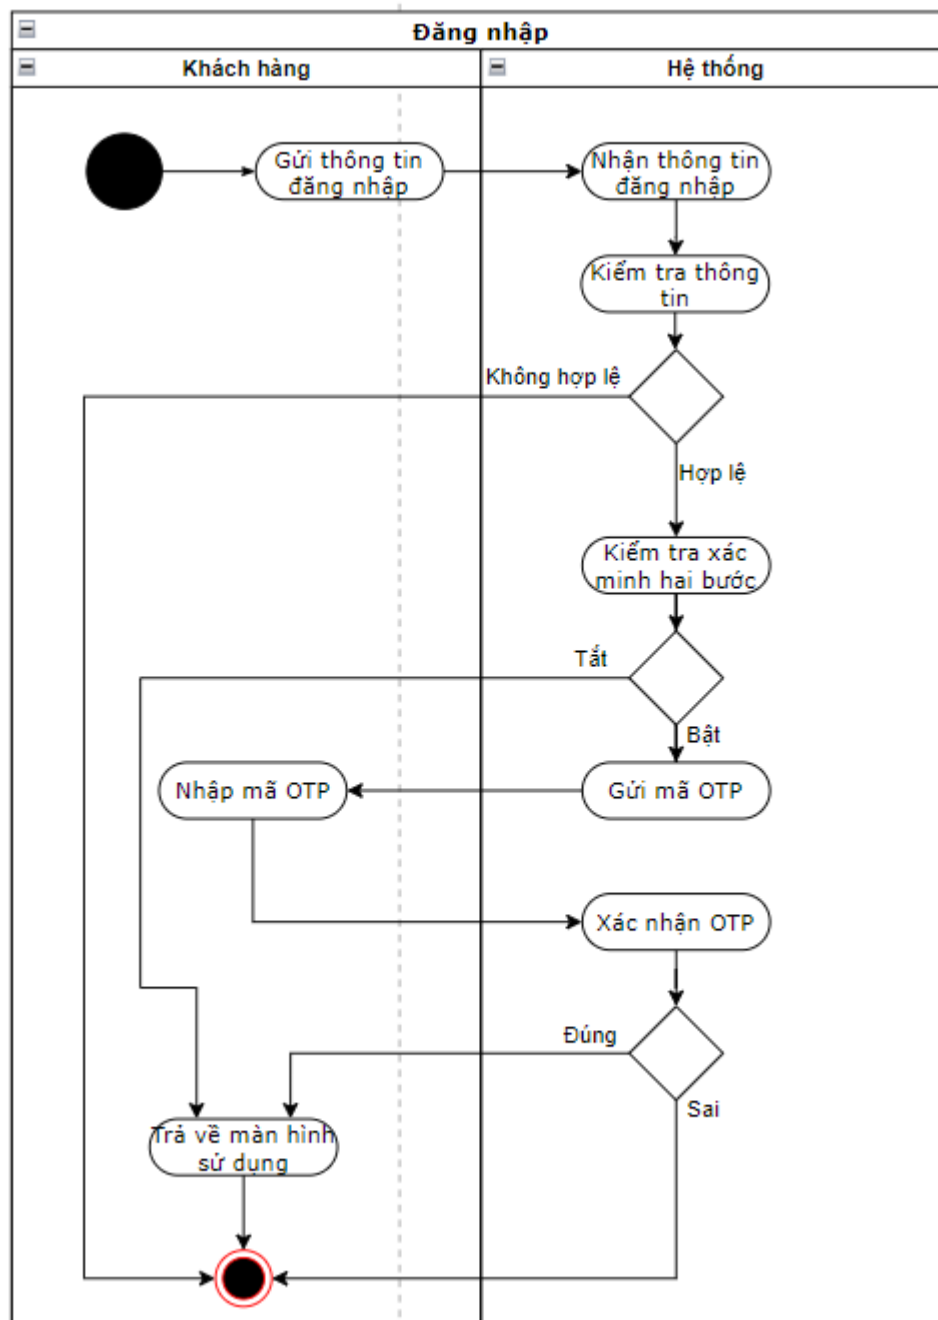 Đăng nhập
Khách hàng
Hệ thống
Gửi thông tin
đăng nhập
Nhận thông tin
đăng nhập
Kiểm tra thông
tin
Không hợp lệ
Hợp lệ
Kiểm tra xác
minh hai bước
Tắt
Bật
Nhập mã OTP
Gửi mã OTP
Xác nhận OTP
Đúng
Sai
Trả về màn hình
sử dụng